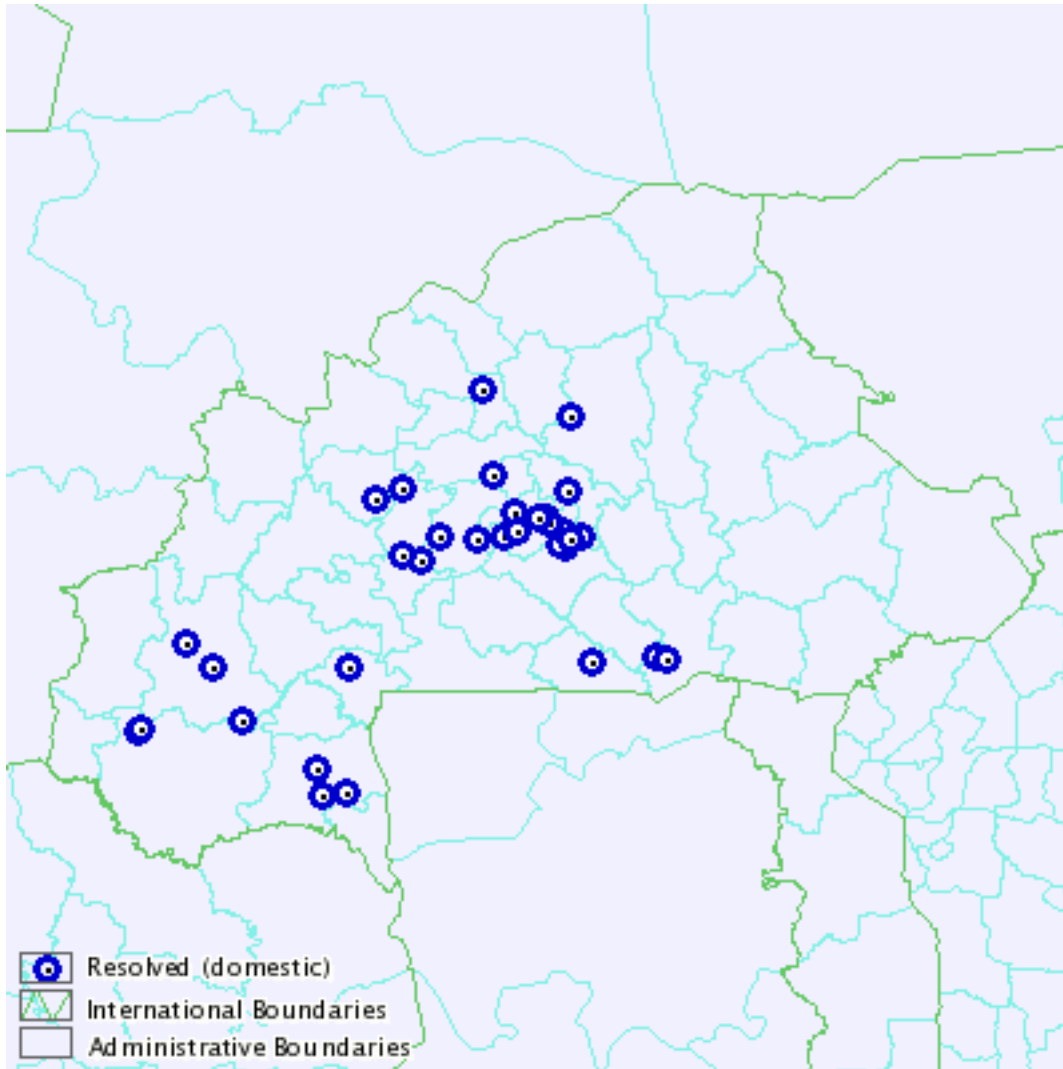 Resolved (domestic)
International Boundaries
Administrative Boundaries